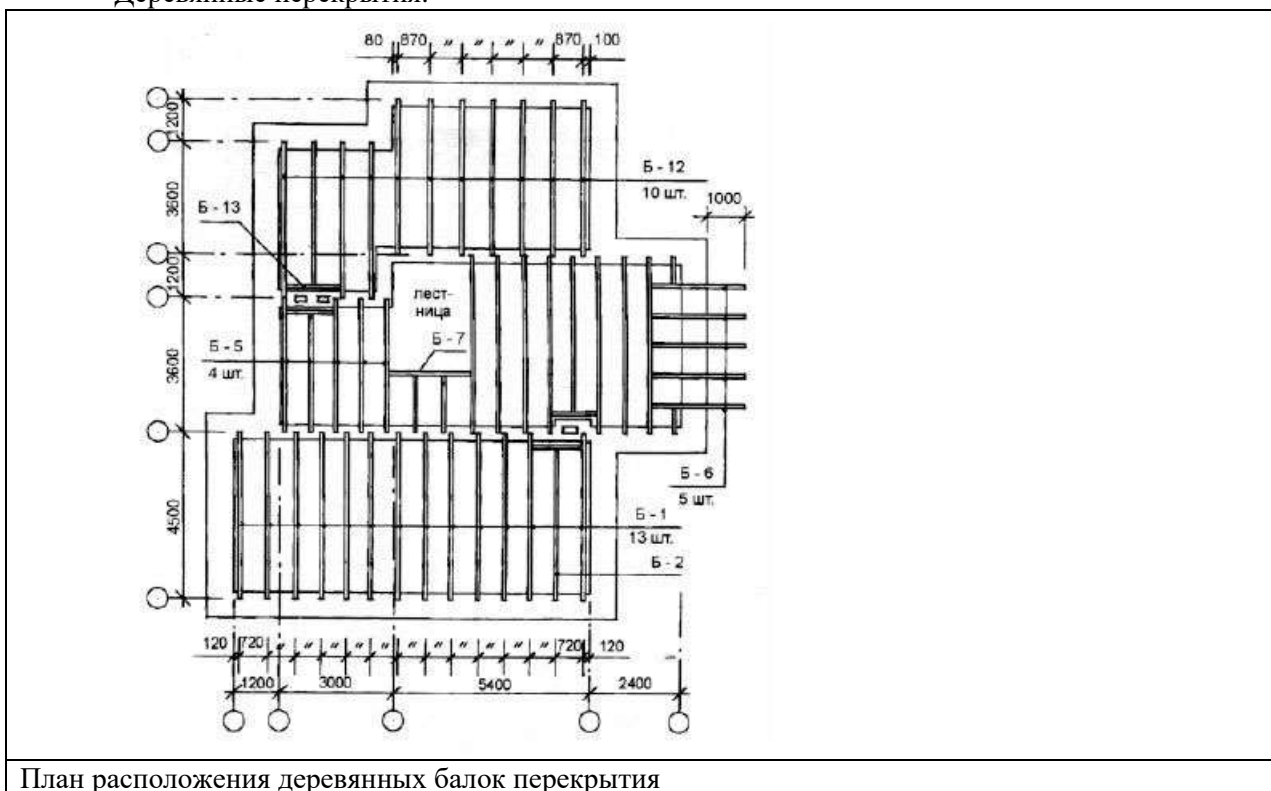 Деревянные перекрытия.
80 870 〃 〃 〃 〃 870 100
1200
3600
1200
3600
4500
Б - 12
10 шт.
1000
Б - 13
лест-
ница
Б - 7
Б - 5
4 шт.
Б - 6
5 шт.
Б - 1
13 шт.
Б - 2
120 720 〃 〃 〃 〃 〃 〃 〃 〃 〃 〃 720 120
1200 3000 5400 2400
План расположения деревянных балок перекрытия